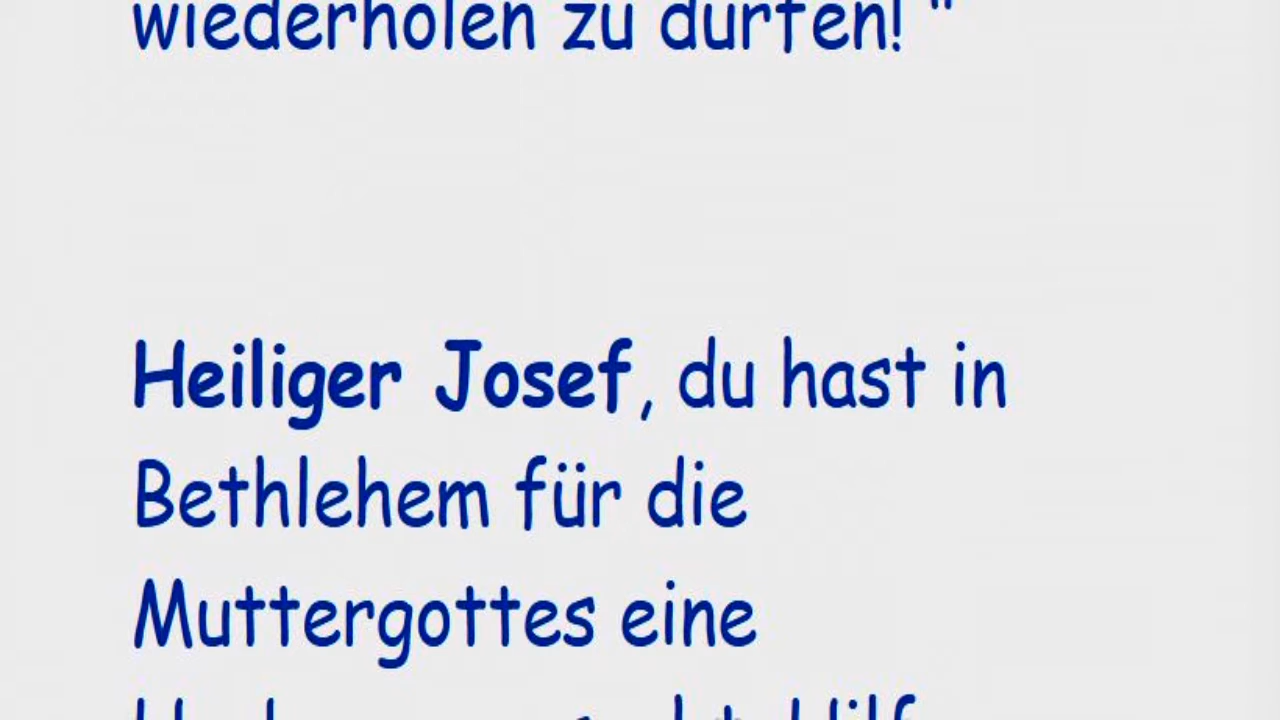 wiederholen zu dürfen! "
Heiliger Josef, du hast in
Bethlehem für die
Muttergottes eine